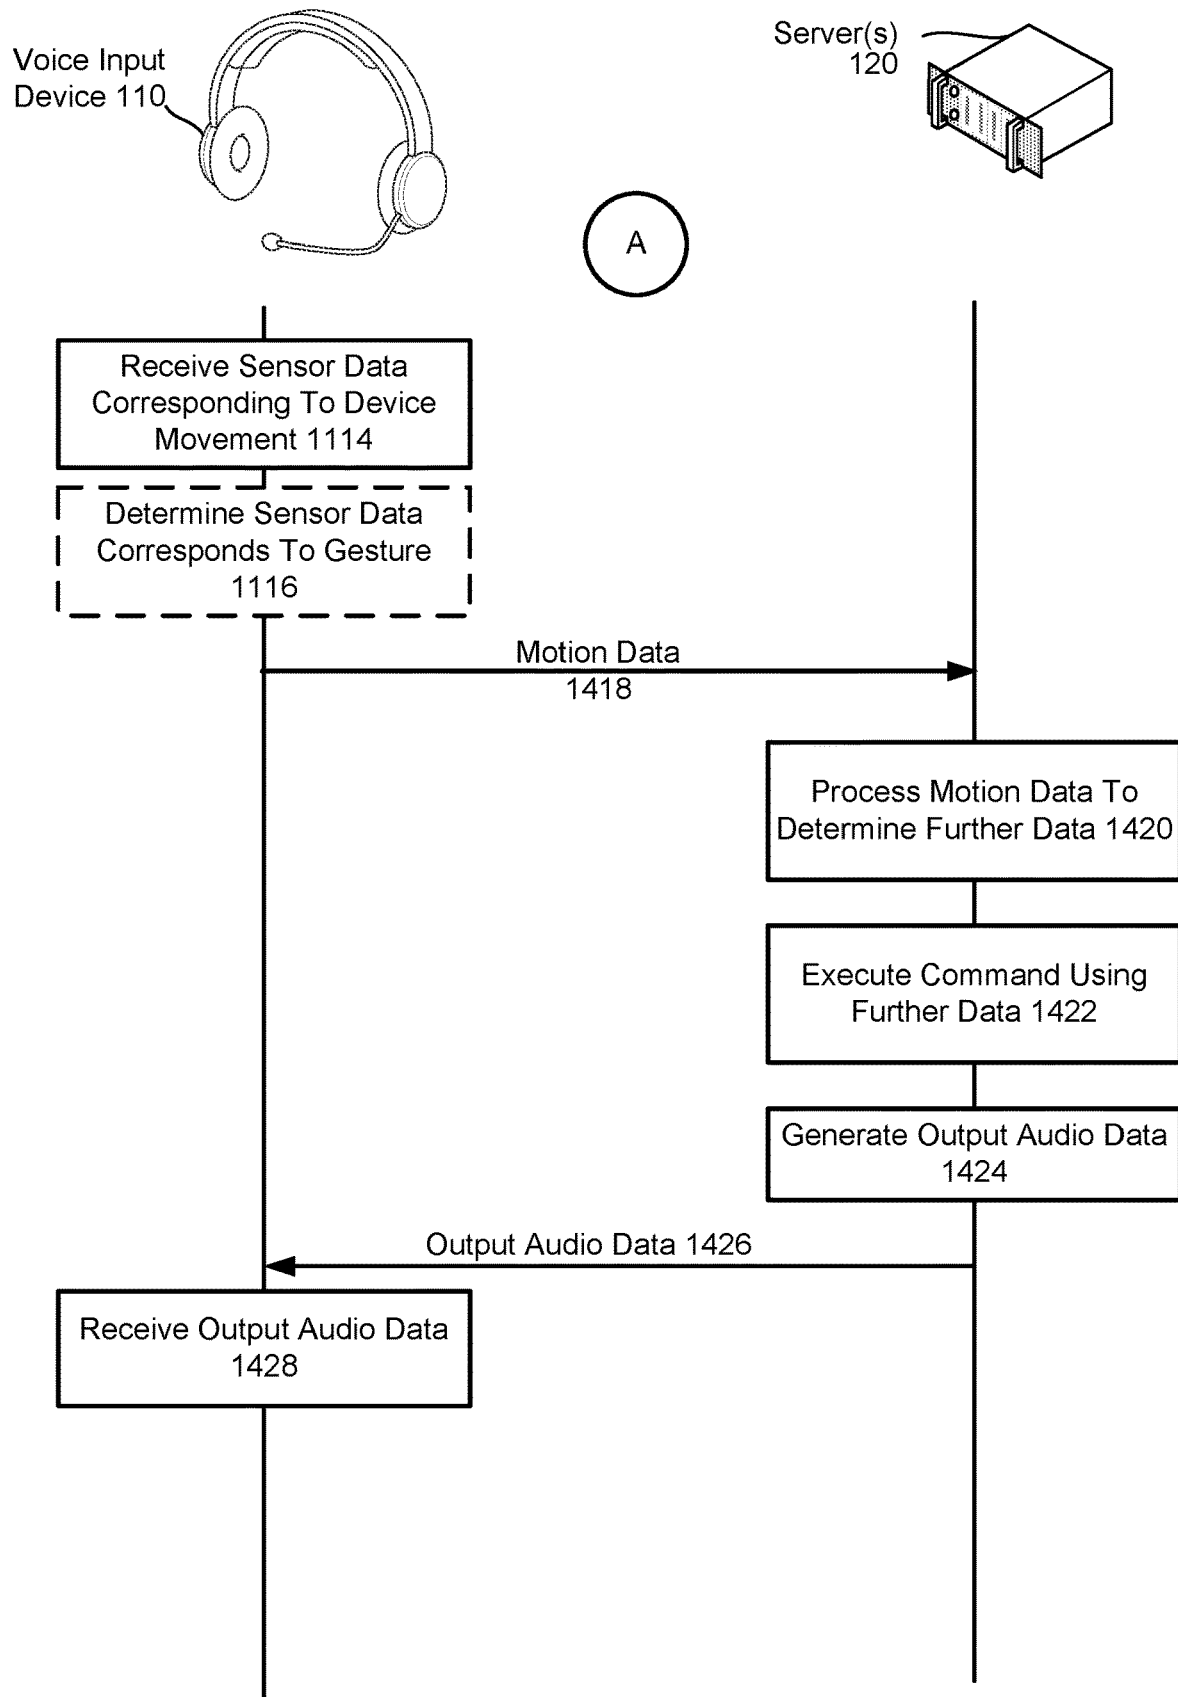 Voice Input
Device 110
Server(s)
120
A
Receive Sensor Data
Corresponding To Device
Movement 1114
Determine Sensor Data
Corresponds To Gesture
1116
Motion Data
1418
Process Motion Data To
Determine Further Data 1420
Execute Command Using
Further Data 1422
Generate Output Audio Data
1424
Output Audio Data 1426
Receive Output Audio Data
1428